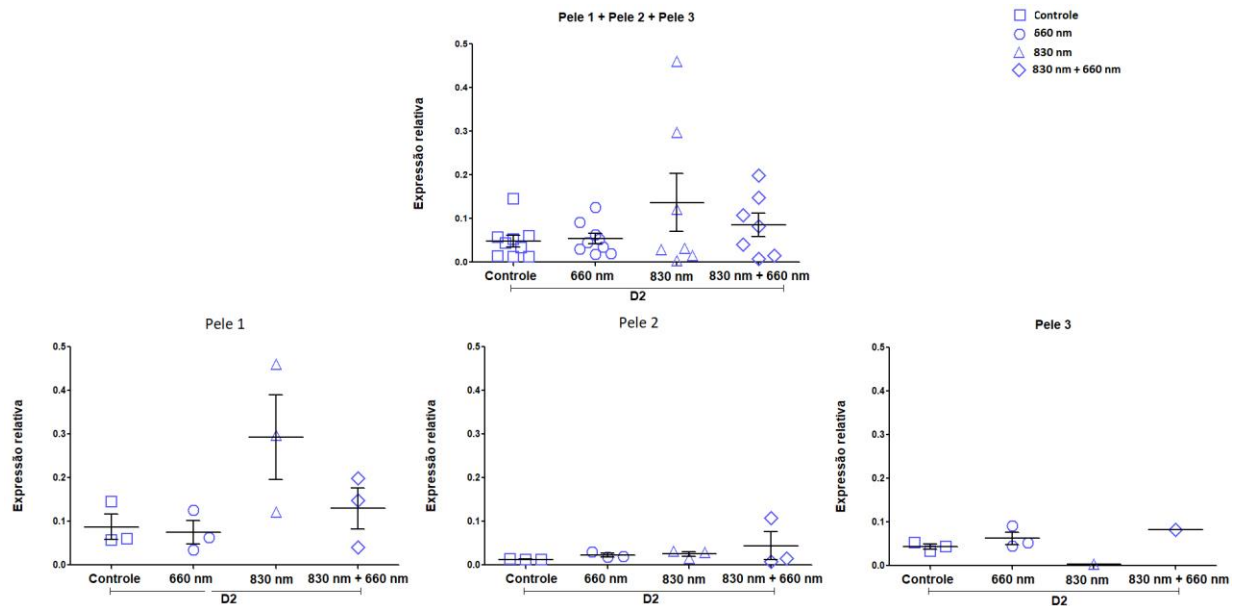 Pele 1 + Pele 2 + Pele 3
Controle
660 nm
830 nm
830 nm + 660 nm
Expressão relativa
0.5
0.4
0.3
0.2
0.1
0.0
Controle 660 nm 830 nm 830 nm + 660 nm
D2
Pele 1
Expressão relativa
0.5
0.4
0.3
0.2
0.1
0.0
Controle 660 nm 830 nm 830 nm + 660 nm
D2
Pele 2
Expressão relativa
0.5
0.4
0.3
0.2
0.1
0.0
Controle 660 nm 830 nm 830 nm + 660 nm
D2
Pele 3
Expressão relativa
0.5
0.4
0.3
0.2
0.1
0.0
Controle 660 nm 830 nm 830 nm + 660 nm
D2